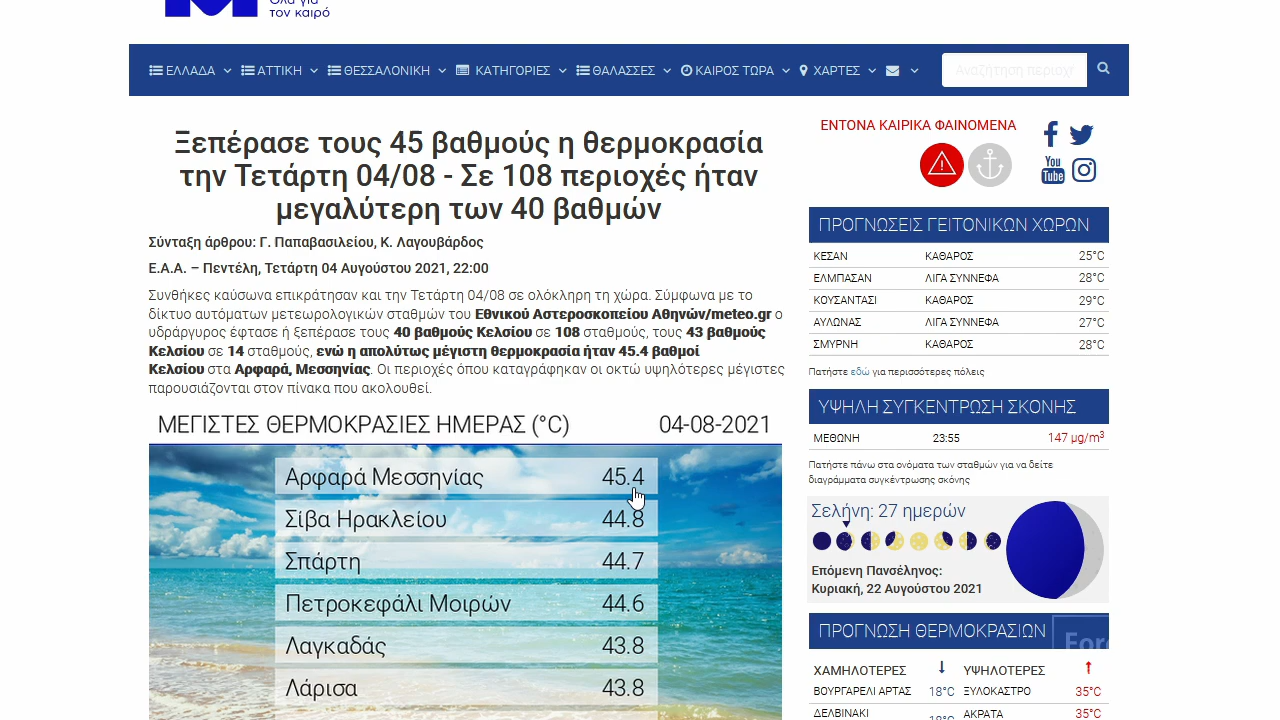 Όλα για
τον καιρό
ΕΛΛΑΔΑ ΑΤΤΙΚΗ ΘΕΣΣΑΛΟΝΙΚΗ ΚΑΤΗΓΟΡΙΕΣ ΘΑΛΑΣΣΕΣ ΚΑΙΡΟΣ ΤΩΡΑ ΧΑΡΤΕΣ Αναζήτηση περιοχή
Ξεπέρασε τους 45 βαθμούς η θερμοκρασία
την Τετάρτη 04/08 - Σε 108 περιοχές ήταν
μεγαλύτερη των 40 βαθμών
Σύνταξη άρθρου: Γ. Παπαβασιλείου, Κ. Λαγουβάρδος
Ε.Α.Α. – Πεντέλη, Τετάρτη 04 Αυγούστου 2021, 22:00
Συνθήκες καύσωνα επικράτησαν και την Τετάρτη 04/08 σε ολόκληρη τη χώρα. Σύμφωνα με το
δίκτυο αυτόματων μετεωρολογικών σταθμών του Εθνικού Αστεροσκοπείου Αθηνών/meteo.gr ο
υδράργυρος έφτασε ή ξεπέρασε τους 40 βαθμούς Κελσίου σε 108 σταθμούς, τους 43 βαθμούς
Κελσίου σε 14 σταθμούς, ενώ η απολύτως μέγιστη θερμοκρασία ήταν 45.4 βαθμοί
Κελσίου στα Αρφαρά, Μεσσηνίας. Οι περιοχές όπου καταγράφηκαν οι οκτώ υψηλότερες μέγιστες
παρουσιάζονται στον πίνακα που ακολουθεί.
ΜΕΓΙΣΤΕΣ ΘΕΡΜΟΚΡΑΣΙΕΣ ΗΜΕΡΑΣ (°C) 04-08-2021
Αρφαρά Μεσσηνίας 45.4
Σίβα Ηρακλείου 44.8
Σπάρτη 44.7
Πετροκεφάλι Μοιρών 44.6
Λαγκαδάς 43.8
Λάρισα 43.8
ΕΝΤΟΝΑ ΚΑΙΡΙΚΑ ΦΑΙΝΟΜΕΝΑ
You
Tube
ΠΡΟΓΝΩΣΕΙΣ ΓΕΙΤΟΝΙΚΩΝ ΧΩΡΩΝ
ΚΕΣΑΝ ΚΑΘΑΡΟΣ 25°C
ΕΛΜΠΑΣΑΝ ΛΙΓΑ ΣΥΝΝΕΦΑ 28°C
ΚΟΥΣΑΝΤΑΣΙ ΚΑΘΑΡΟΣ 29°C
ΑΥΛΩΝΑΣ ΛΙΓΑ ΣΥΝΝΕΦΑ 27°C
ΣΜΥΡΝΗ ΚΑΘΑΡΟΣ 28°C
Πατήστε εδώ για περισσότερες πόλεις
ΥΨΗΛΗ ΣΥΓΚΕΝΤΡΩΣΗ ΣΚΟΝΗΣ
ΜΕΘΩΝΗ 23:55 147 μg/m³
Πατήστε πάνω στα ονόματα των σταθμών για να δείτε
διαγράμματα συγκέντρωσης σκόνης
Σελήνη: 27 ημερών
Επόμενη Πανσέληνος:
Κυριακή, 22 Αυγούστου 2021
ΠΡΟΓΝΩΣΗ ΘΕΡΜΟΚΡΑΣΙΩΝ Fore
ΧΑΜΗΛΟΤΕΡΕΣ ΥΨΗΛΟΤΕΡΕΣ
ΒΟΥΡΓΑΡΕΛΙ ΑΡΤΑΣ 18°C ΞΥΛΟΚΑΣΤΡΟ 35°C
ΔΕΛΒΙΝΑΚΙ 18°C ΑΚΡΑΤΑ 35°C